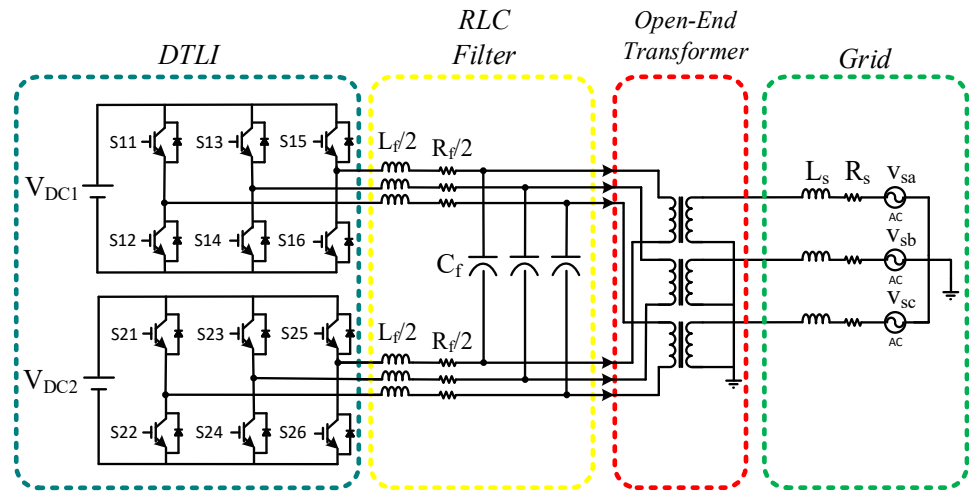 DTLI
RLC
Filter
Open-End
Transformer
Grid
S11
S13
S15
L_f/2
R_f/2
V_DC1
S12
S14
S16
C_f
L_s
R_s
v_sa
AC
v_sb
AC
v_sc
AC
S21
S23
S25
L_f/2
R_f/2
V_DC2
S22
S24
S26